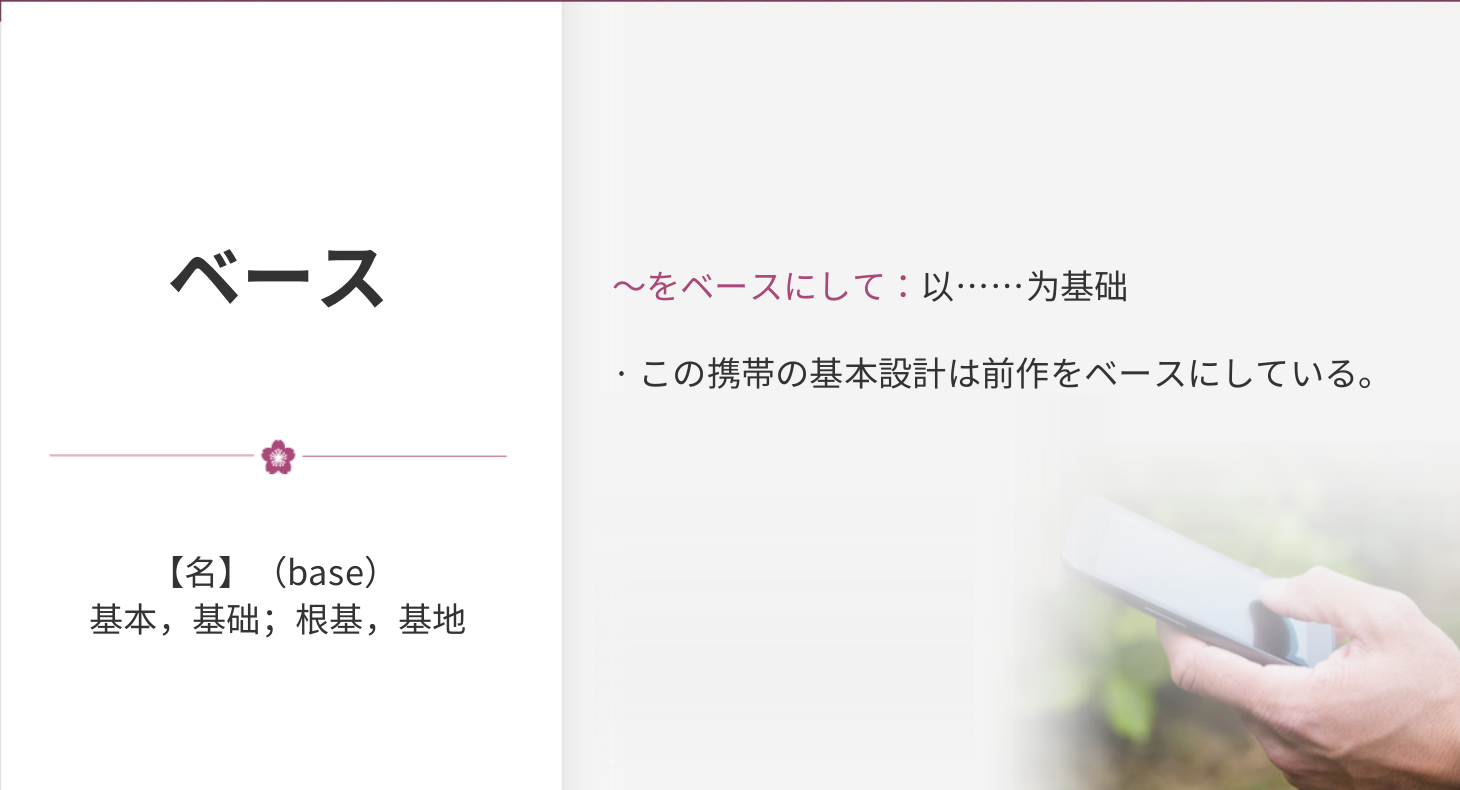 ベース
【名】（base）
基本，基础；根基，基地
～をベースにして：以……为基础
· この携帯の基本設計は前作をベースにしている。